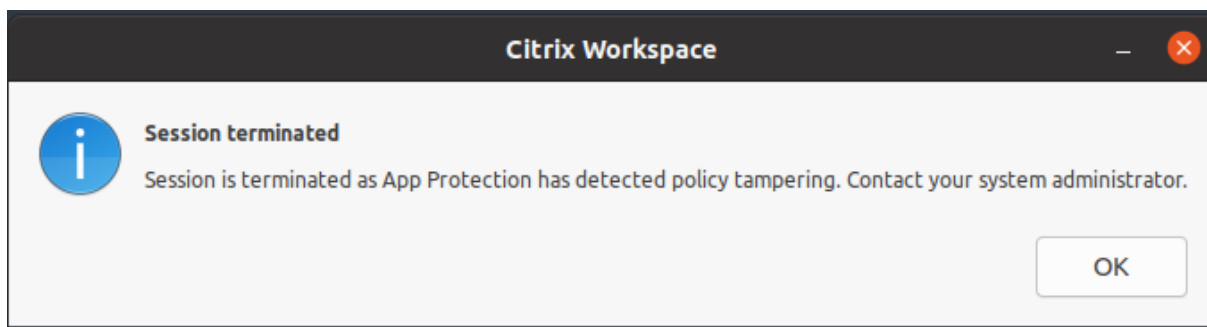 Citrix Workspace
Session terminated
Session is terminated as App Protection has detected policy tampering. Contact your system administrator.
OK